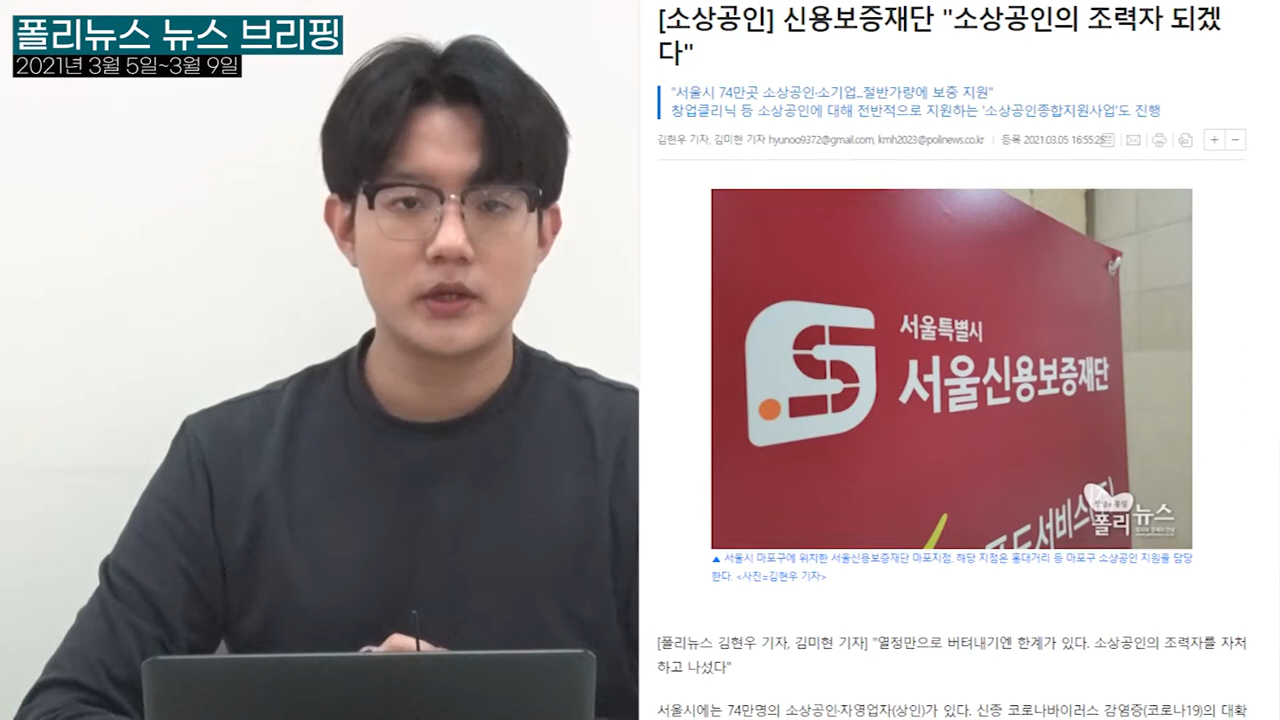 폴리뉴스 뉴스 브리핑
2021년 3월 5일~3월 9일
[소상공인] 신용보증재단 "소상공인의 조력자 되겠
다"
"서울시 74만곳 소상공인·소기업...절반가량에 보증 지원"
창업클리닉 등 소상공인에 대해 전반적으로 지원하는 '소상공인종합지원사업'도 진행
김현우 기자, 김미현 기자 hyunoo9372@gmail.com, kmh2023@polinews.co.kr 등록 2021.03.05 16:55:25
서울특별시
서울신용보증재단
폴리뉴스
▲ 서울시 마포구에 위치한 서울신용보증재단 마포지점. 해당 지점은 홍대거리 등 마포구 소상공인 지원을 담당
한다. <사진=김현우 기자>
[폴리뉴스 김현우 기자, 김미현 기자] "열정만으로 버텨내기엔 한계가 있다. 소상공인의 조력자를 자처
하고 나섰다"
서울시에는 74만명의 소상공인·자영업자(상인)가 있다. 신종 코로나바이러스 감염증(코로나19)의 대확